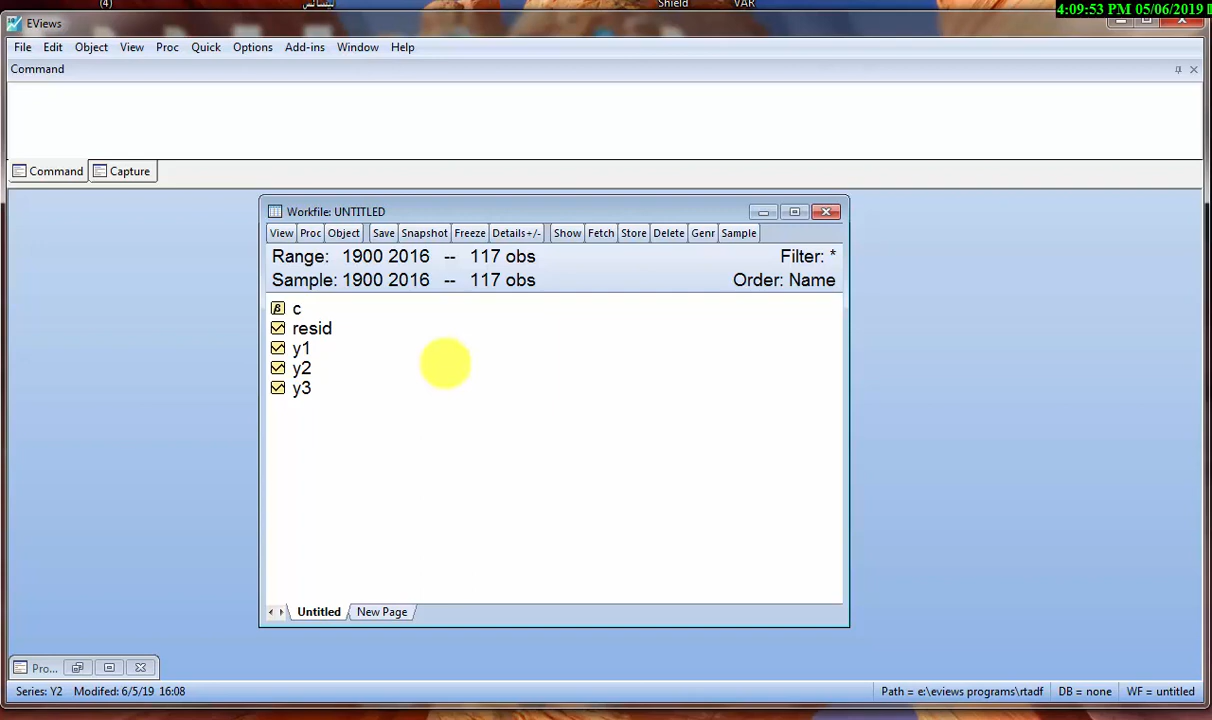 (4)
Shield
VAR
4:09:53 PM 05/06/2019
EViews
File Edit Object View Proc Quick Options Add-ins Window Help
Command
Command Capture
Workfile: UNTITLED
View Proc Object Save Snapshot Freeze Details+/- Show Fetch Store Delete Genr Sample
Range: 1900 2016 -- 117 obs Filter: *
Sample: 1900 2016 -- 117 obs Order: Name
β c
resid
y1
y2
y3
Untitled New Page
Pro...
Series: Y2 Modifed: 6/5/19 16:08 Path = e:\eviews programs\rtadf DB = none WF = untitled